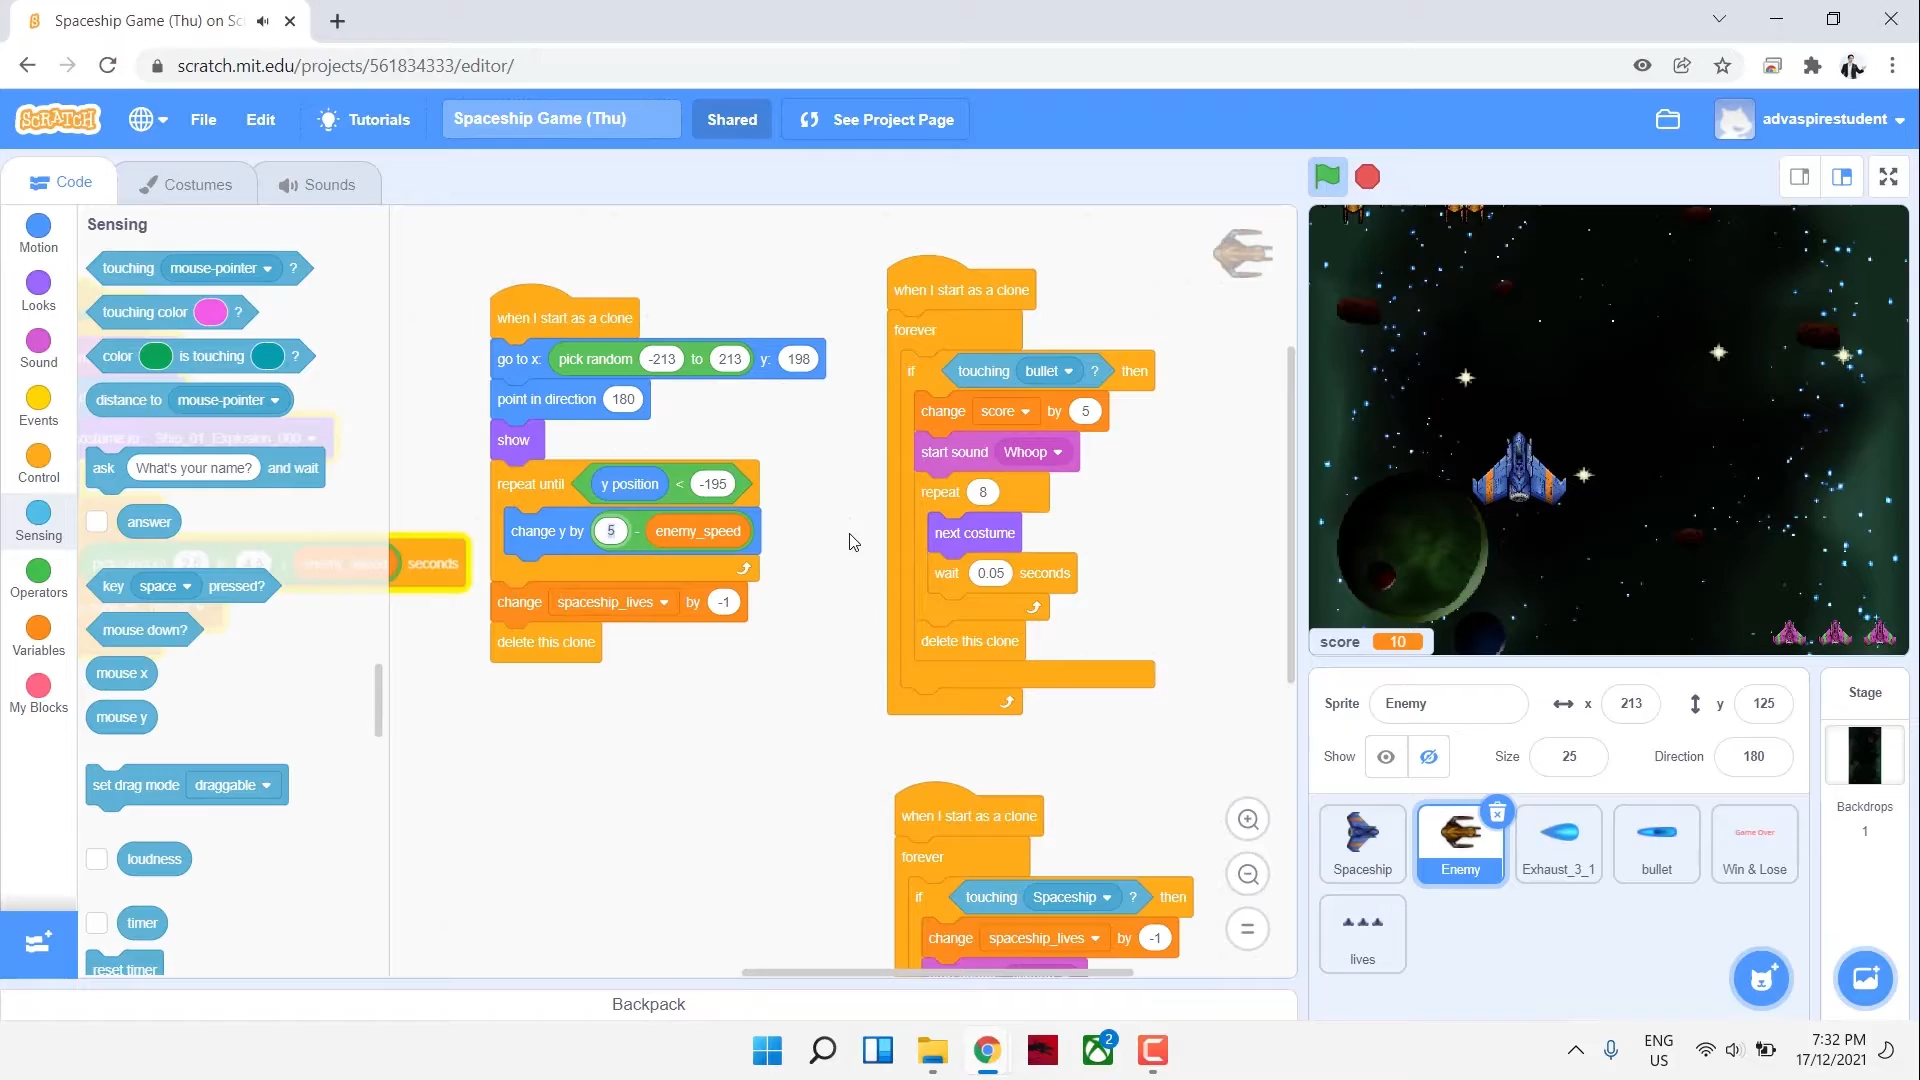 Spaceship Game (Thu) on Sc
scratch.mit.edu/projects/561834333/editor/
SCRATCH
File
Edit
Tutorials
Spaceship Game (Thu)
Shared
See Project Page
advaspirestudent
Code
Costumes
Sounds
Motion
Looks
Sound
Events
Control
Sensing
Operators
Variables
My Blocks
Sensing
touching mouse-pointer ?
touching color ?
color is touching ?
distance to mouse-pointer
ask What's your name? and wait
answer
seconds
key space pressed?
mouse down?
mouse x
mouse y
set drag mode draggable
loudness
timer
reset timer
when I start as a clone
go to x: pick random -213 to 213 y: 198
point in direction 180
show
repeat until y position < -195
change y by 5 - enemy_speed
change spaceship_lives by -1
delete this clone
when I start as a clone
forever
if touching bullet ? then
change score by 5
start sound Whoop
repeat 8
next costume
wait 0.05 seconds
delete this clone
when I start as a clone
forever
if touching Spaceship ? then
change spaceship_lives by -1
Backpack
score 10
Sprite Enemy x 213 y 125
Show Size 25 Direction 180
Spaceship
Enemy
Exhaust_3_1
bullet
Game Over
Win & Lose
lives
Stage
Backdrops
1
2
ENG
US
7:32 PM
17/12/2021